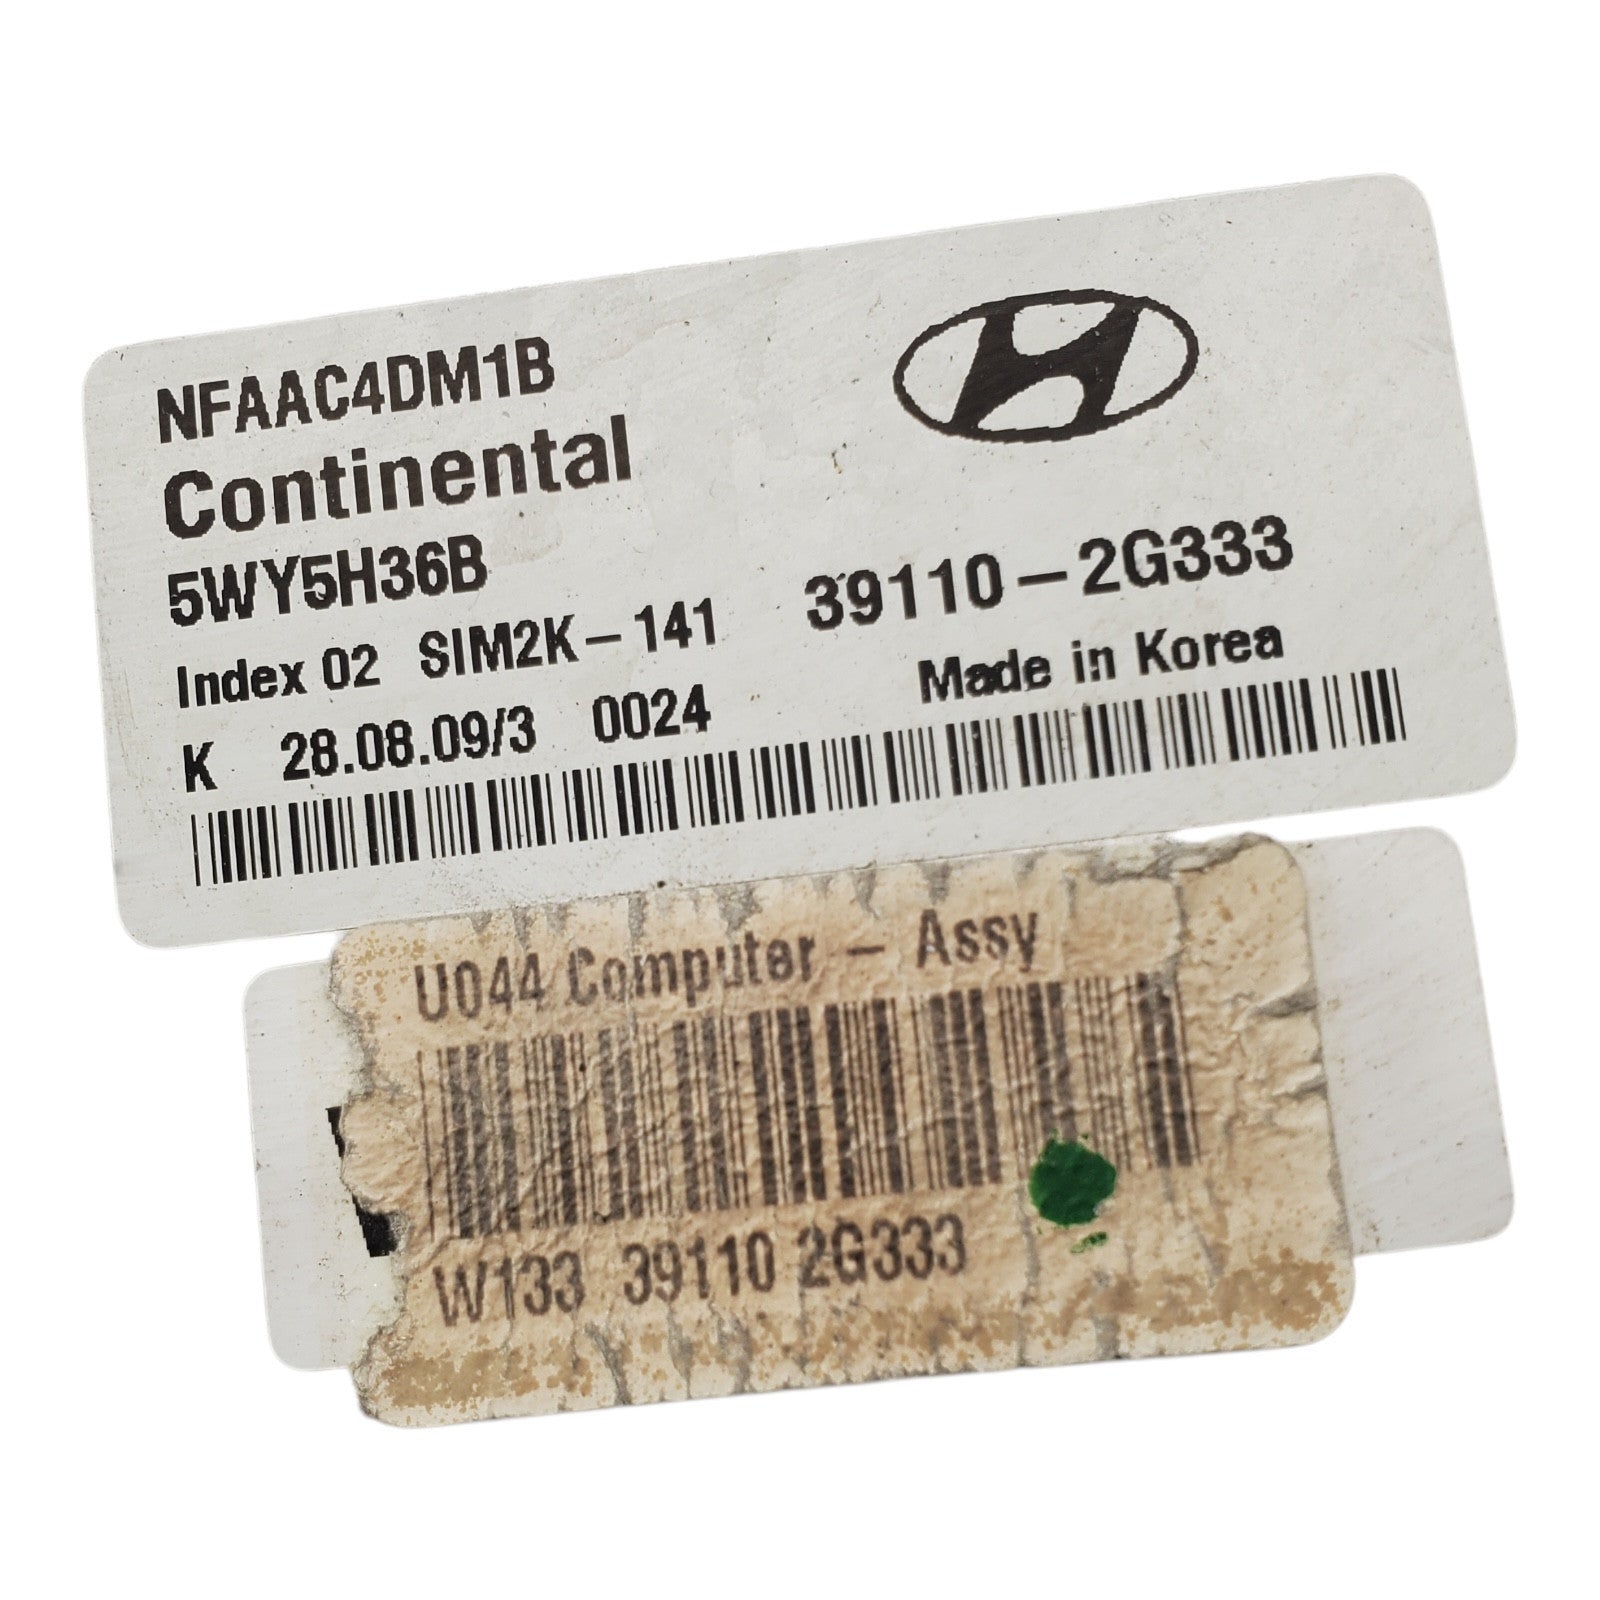 NFAAC4DM1B
Continental
5WY5H36B
39110-2G333
Index 02 SIM2K-141
Made in Korea
K 28.08.09/3 0024
U044 Computer - Assy
W133 39110 2G333